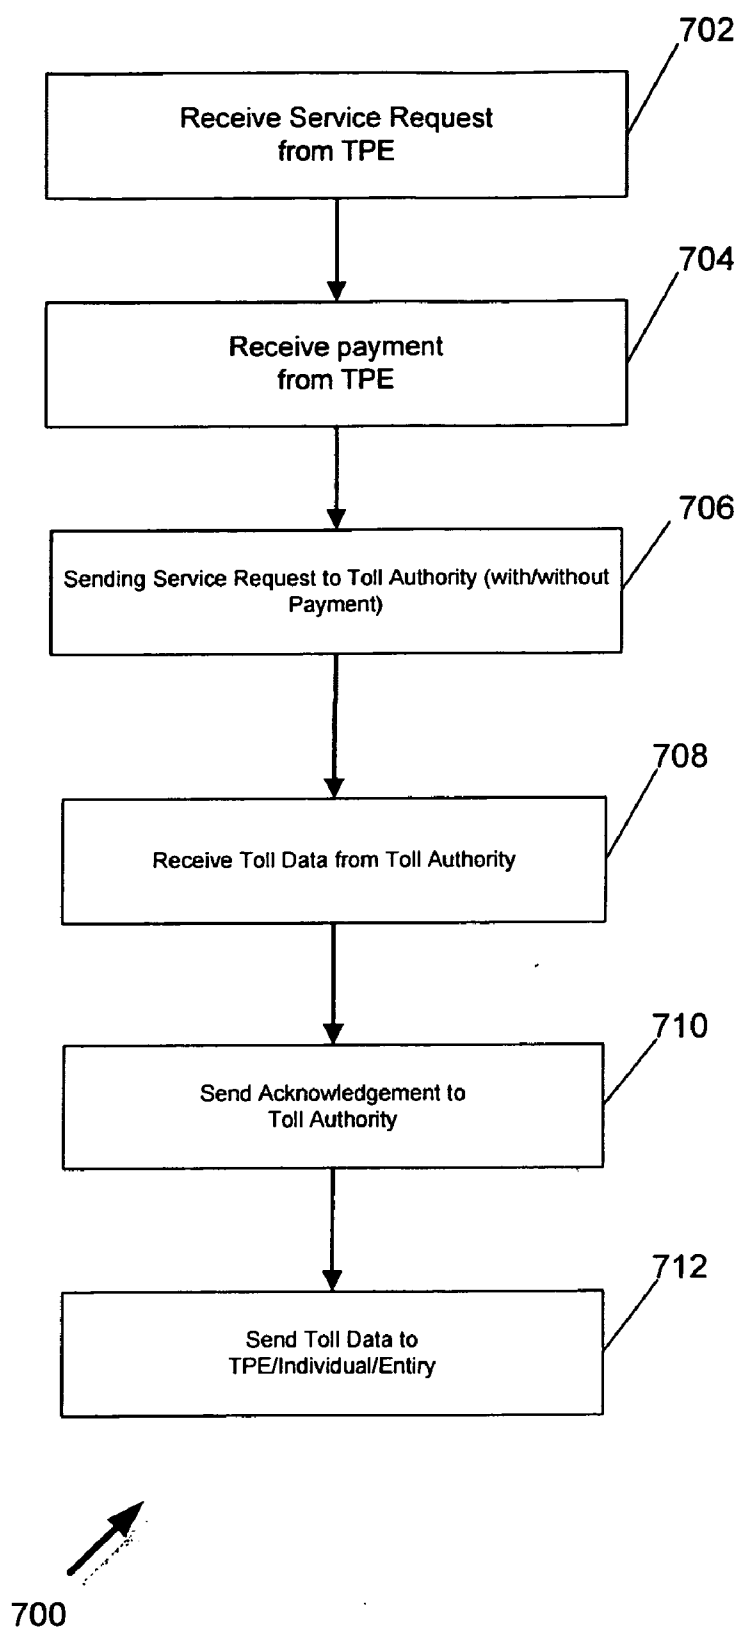 702
Receive Service Request
from TPE
704
Receive payment
from TPE
706
Sending Service Request to Toll Authority (with/without
Payment)
708
Receive Toll Data from Toll Authority
710
Send Acknowledgement to
Toll Authority
712
Send Toll Data to
TPE/Individual/Entiry
700